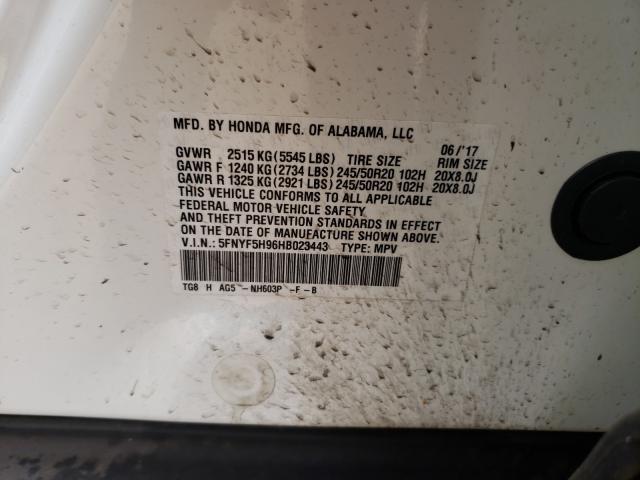 MFD. BY HONDA MFG. OF ALABAMA, LLC 06/'17
GVWR 2515 KG (5545 LBS) TIRE SIZE RIM SIZE
GAWR F 1240 KG (2734 LBS) 245/50R20 102H 20X8.0J
GAWR R 1325 KG (2921 LBS) 245/50R20 102H 20X8.0J
THIS VEHICLE CONFORMS TO ALL APPLICABLE
FEDERAL MOTOR VEHICLE SAFETY
AND THEFT PREVENTION STANDARDS IN EFFECT
ON THE DATE OF MANUFACTURE SHOWN ABOVE.
V.I.N.: 5FNYF5H96HB023443 TYPE: MPV
TG8 H AG5 -NH603P -F-B